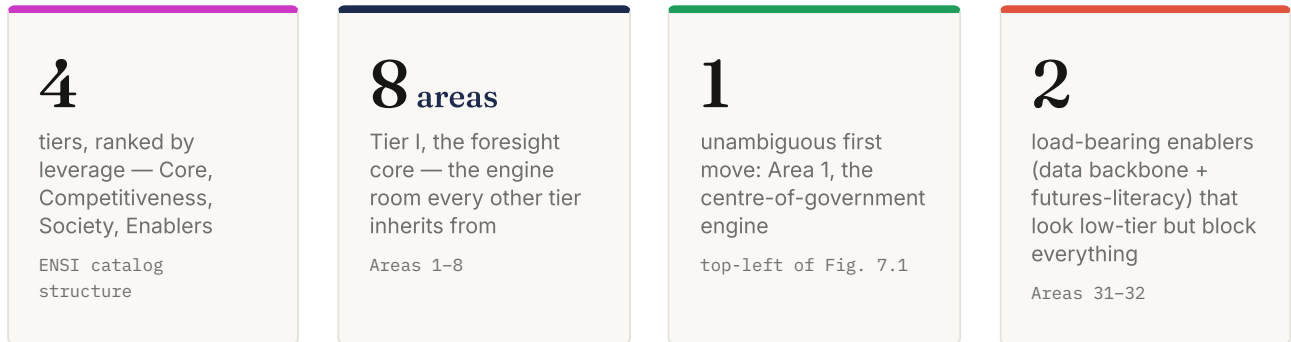 4
tiers, ranked by
leverage — Core,
Competitiveness,
Society, Enablers
ENSI catalog
structure
8 areas
Tier I, the foresight
core — the engine
room every other tier
inherits from
Areas 1–8
1
unambiguous first
move: Area 1, the
centre-of-government
engine
top-left of Fig. 7.1
2
load-bearing enablers
(data backbone +
futures-literacy) that
look low-tier but block
everything
Areas 31–32